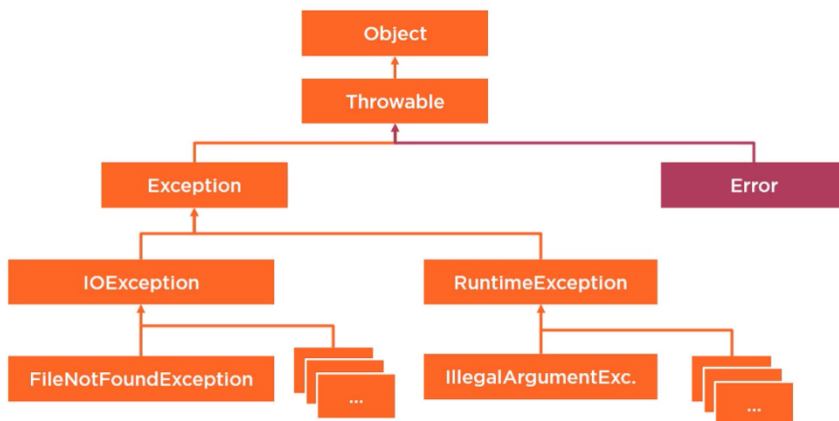 Object
Throwable
Exception
Error
IOException
RuntimeException
FileNotFoundException
...
IllegalArgumentExc.
...